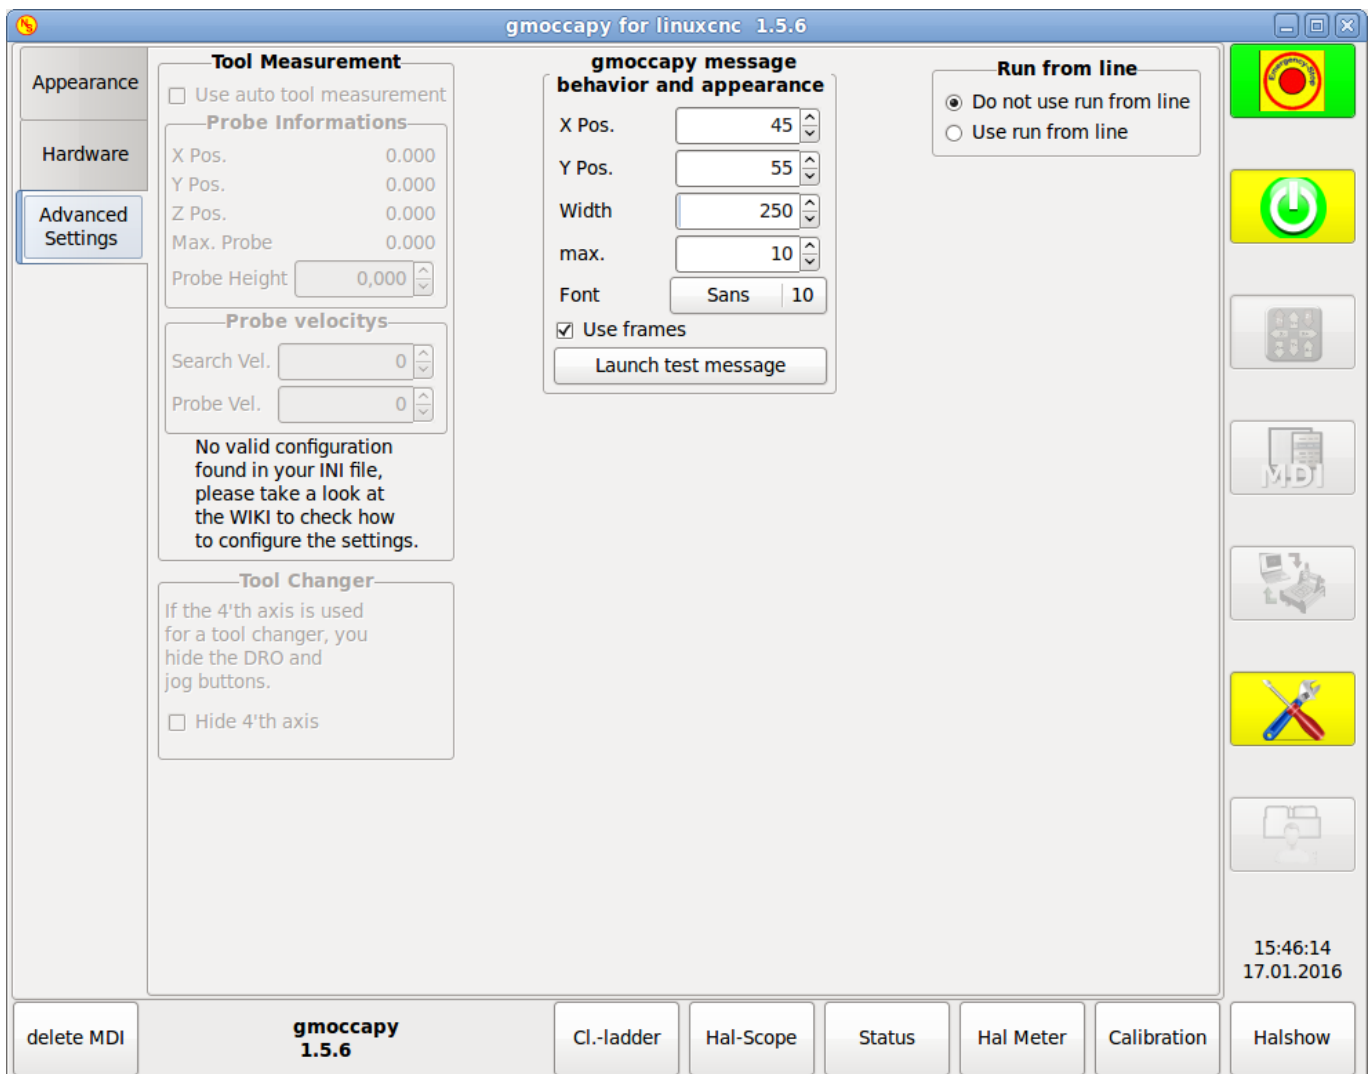 gmoccapy for linuxcnc 1.5.6
Appearance
Hardware
Advanced
Settings
Tool Measurement
Use auto tool measurement
Probe Informations
X Pos. 0.000
Y Pos. 0.000
Z Pos. 0.000
Max. Probe 0.000
Probe Height 0,000
Probe velocitys
Search Vel. 0
Probe Vel. 0
No valid configuration
found in your INI file,
please take a look at
the WIKI to check how
to configure the settings.
Tool Changer
If the 4'th axis is used
for a tool changer, you
hide the DRO and
jog buttons.
Hide 4'th axis
gmoccapy message
behavior and appearance
X Pos. 45
Y Pos. 55
Width 250
max. 10
Font Sans 10
Use frames
Launch test message
Run from line
Do not use run from line
Use run from line
Emergency-Stop
MDI
15:46:14
17.01.2016
delete MDI
gmoccapy
1.5.6
Cl.-ladder
Hal-Scope
Status
Hal Meter
Calibration
Halshow